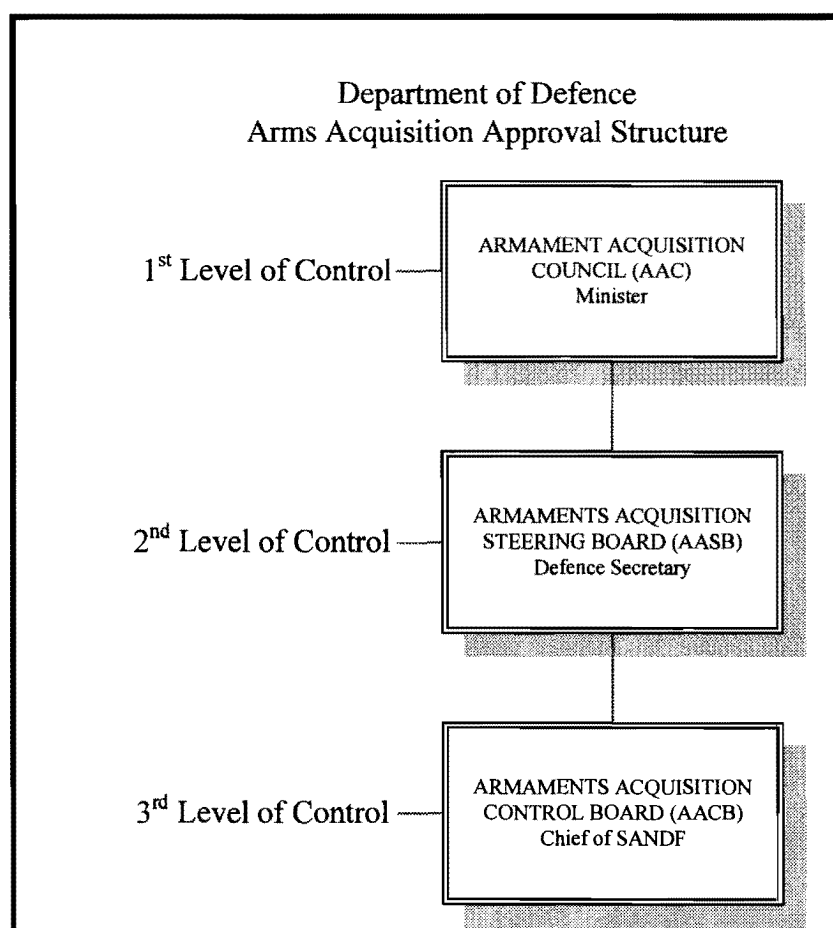 Department of Defence
Arms Acquisition Approval Structure
1st Level of Control
ARMAMENT ACQUISITION
COUNCIL (AAC)
Minister
2nd Level of Control
ARMAMENTS ACQUISITION
STEERING BOARD (AASB)
Defence Secretary
3rd Level of Control
ARMAMENTS ACQUISITION
CONTROL BOARD (AACB)
Chief of SANDF